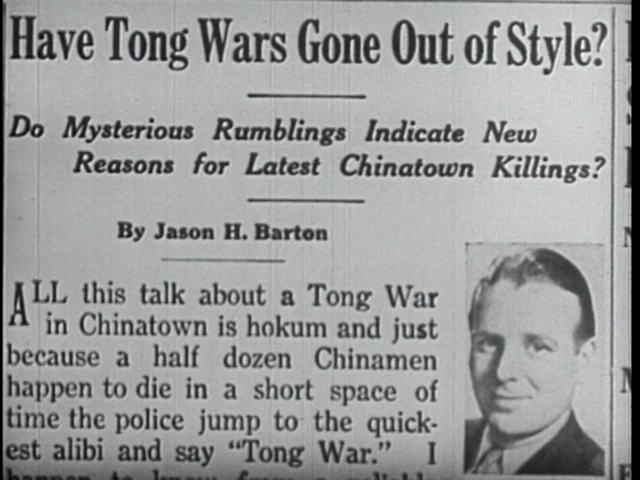 Have Tong Wars Gone Out of Style?
Do Mysterious Rumblings Indicate New
Reasons for Latest Chinatown Killings?
By Jason H. Barton
ALL this talk about a Tong War
in Chinatown is hokum and just
because a half dozen Chinamen
happen to die in a short space of
time the police jump to the quick-
est alibi and say "Tong War." I